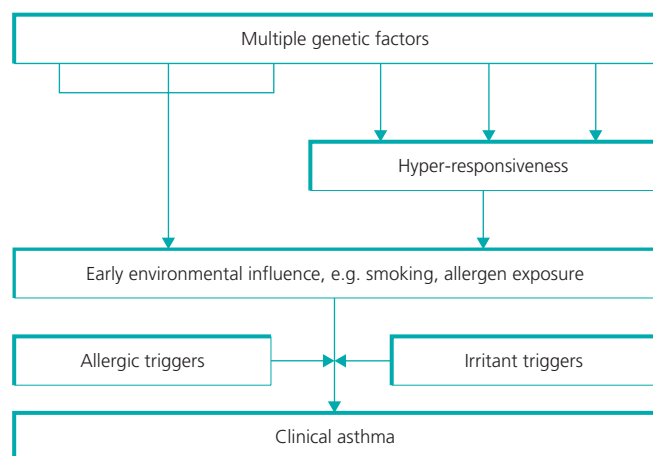 Multiple genetic factors
Hyper-responsiveness
Early environmental influence, e.g. smoking, allergen exposure
Allergic triggers
Irritant triggers
Clinical asthma